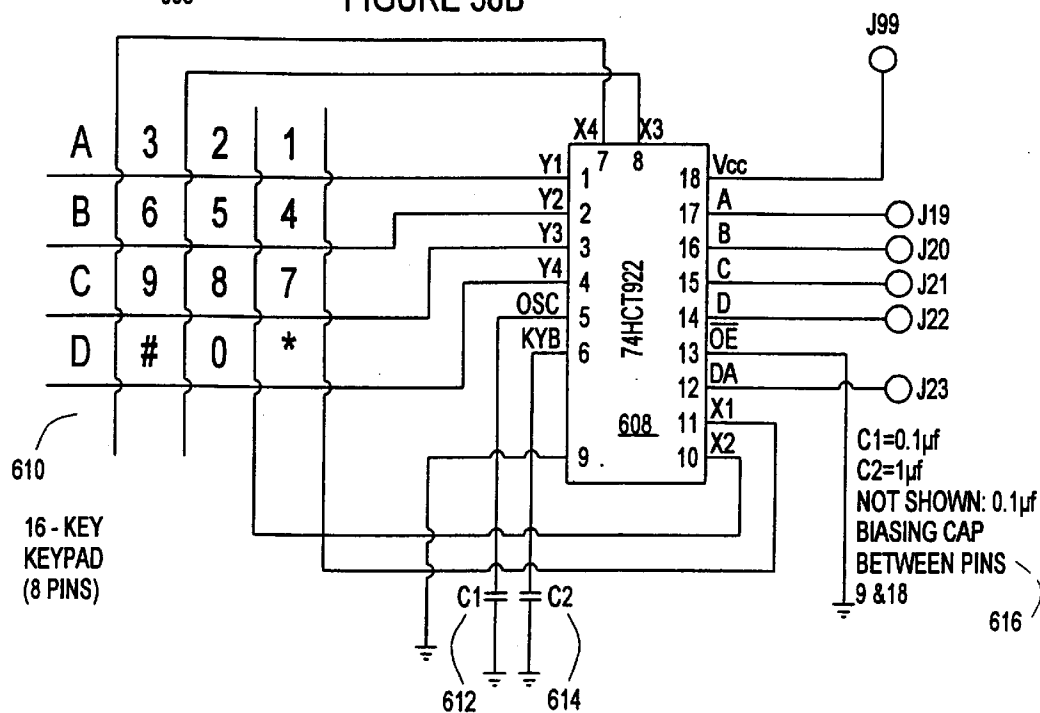 FIGURE
J99
A 3 2 1
B 6 5 4
C 9 8 7
D # 0 *
610
16 - KEY
KEYPAD
(8 PINS)
X4 X3
7 8
Y1 1
Y2 2
Y3 3
Y4 4
OSC 5
KYB 6
9
74HCT922
608
18 Vcc
17 A J19
16 B J20
15 C J21
14 D J22
13 OE
12 DA J23
11 X1
10 X2
C1=0.1µf
C2=1µf
NOT SHOWN: 0.1µf
BIASING CAP
BETWEEN PINS
9 &18
616
C1 C2
612 614